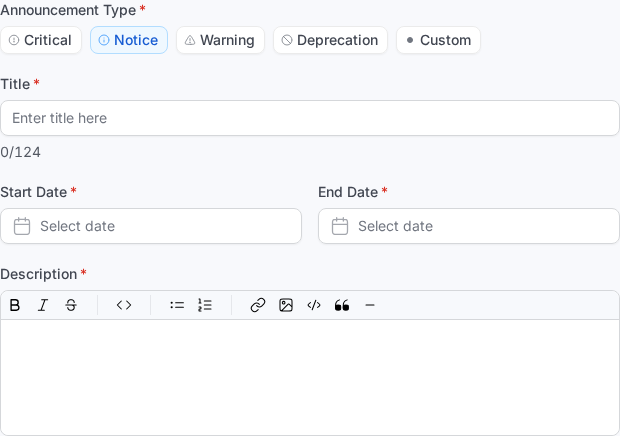 Announcement Type *
Critical Notice Warning Deprecation Custom
Title *
Enter title here
0/124
Start Date * End Date *
Select date Select date
Description *
B I S